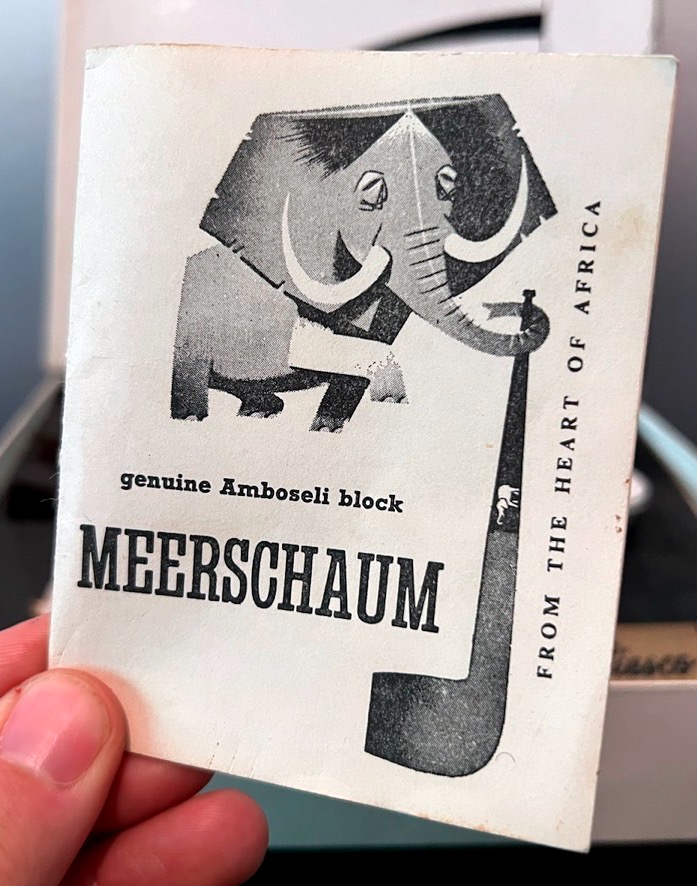 genuine Amboseli block
MEERSCHAUM
FROM THE HEART OF AFRICA